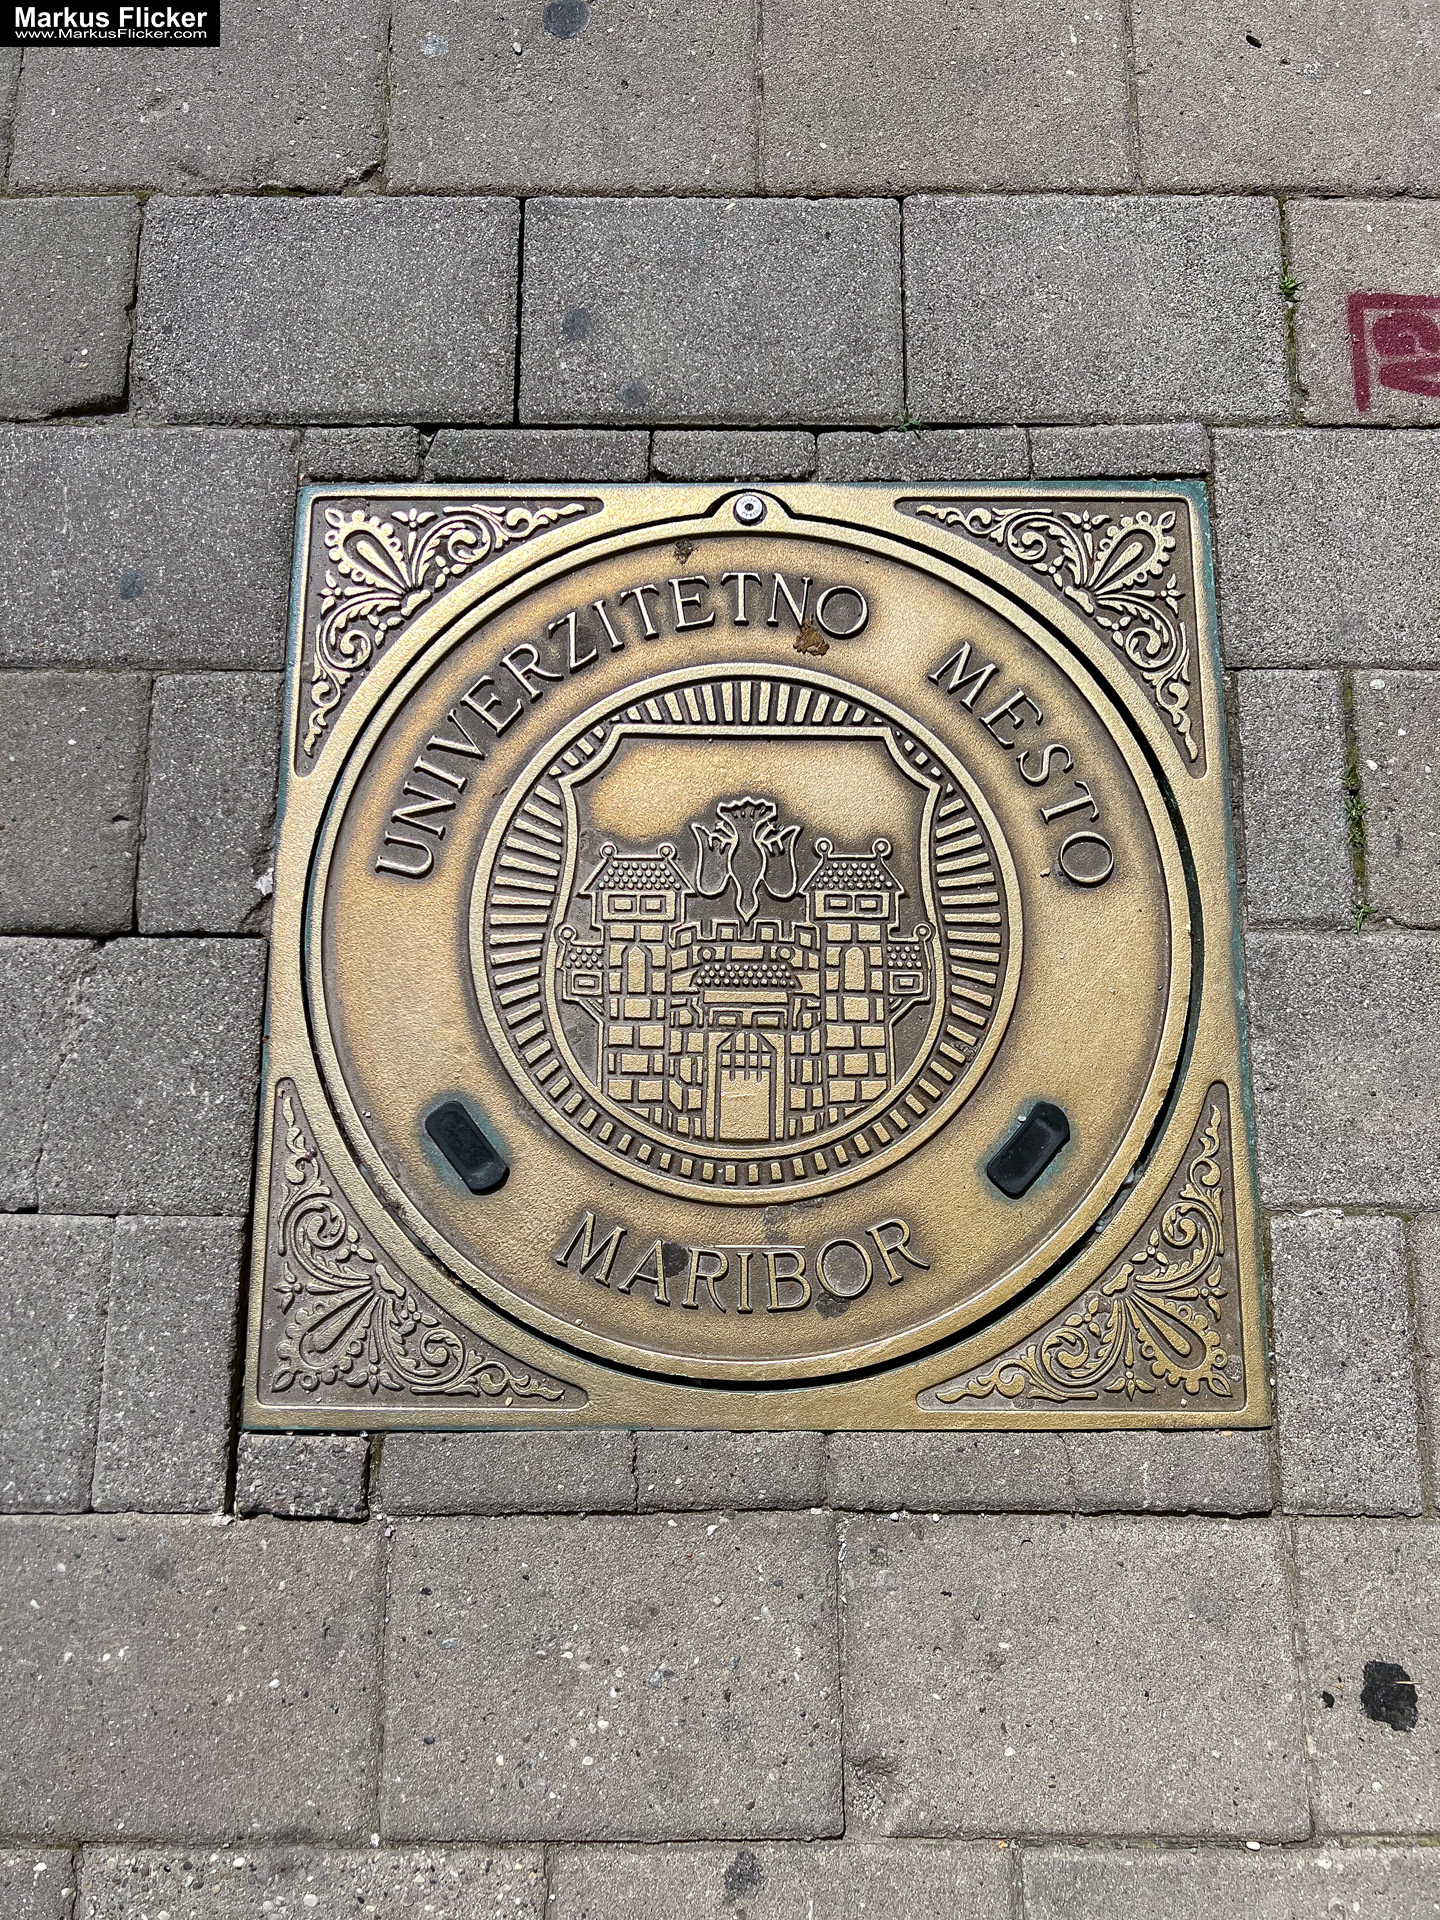 Markus Flicker
www.MarkusFlicker.com
UNIVERZITETNO MESTO
MARIBOR